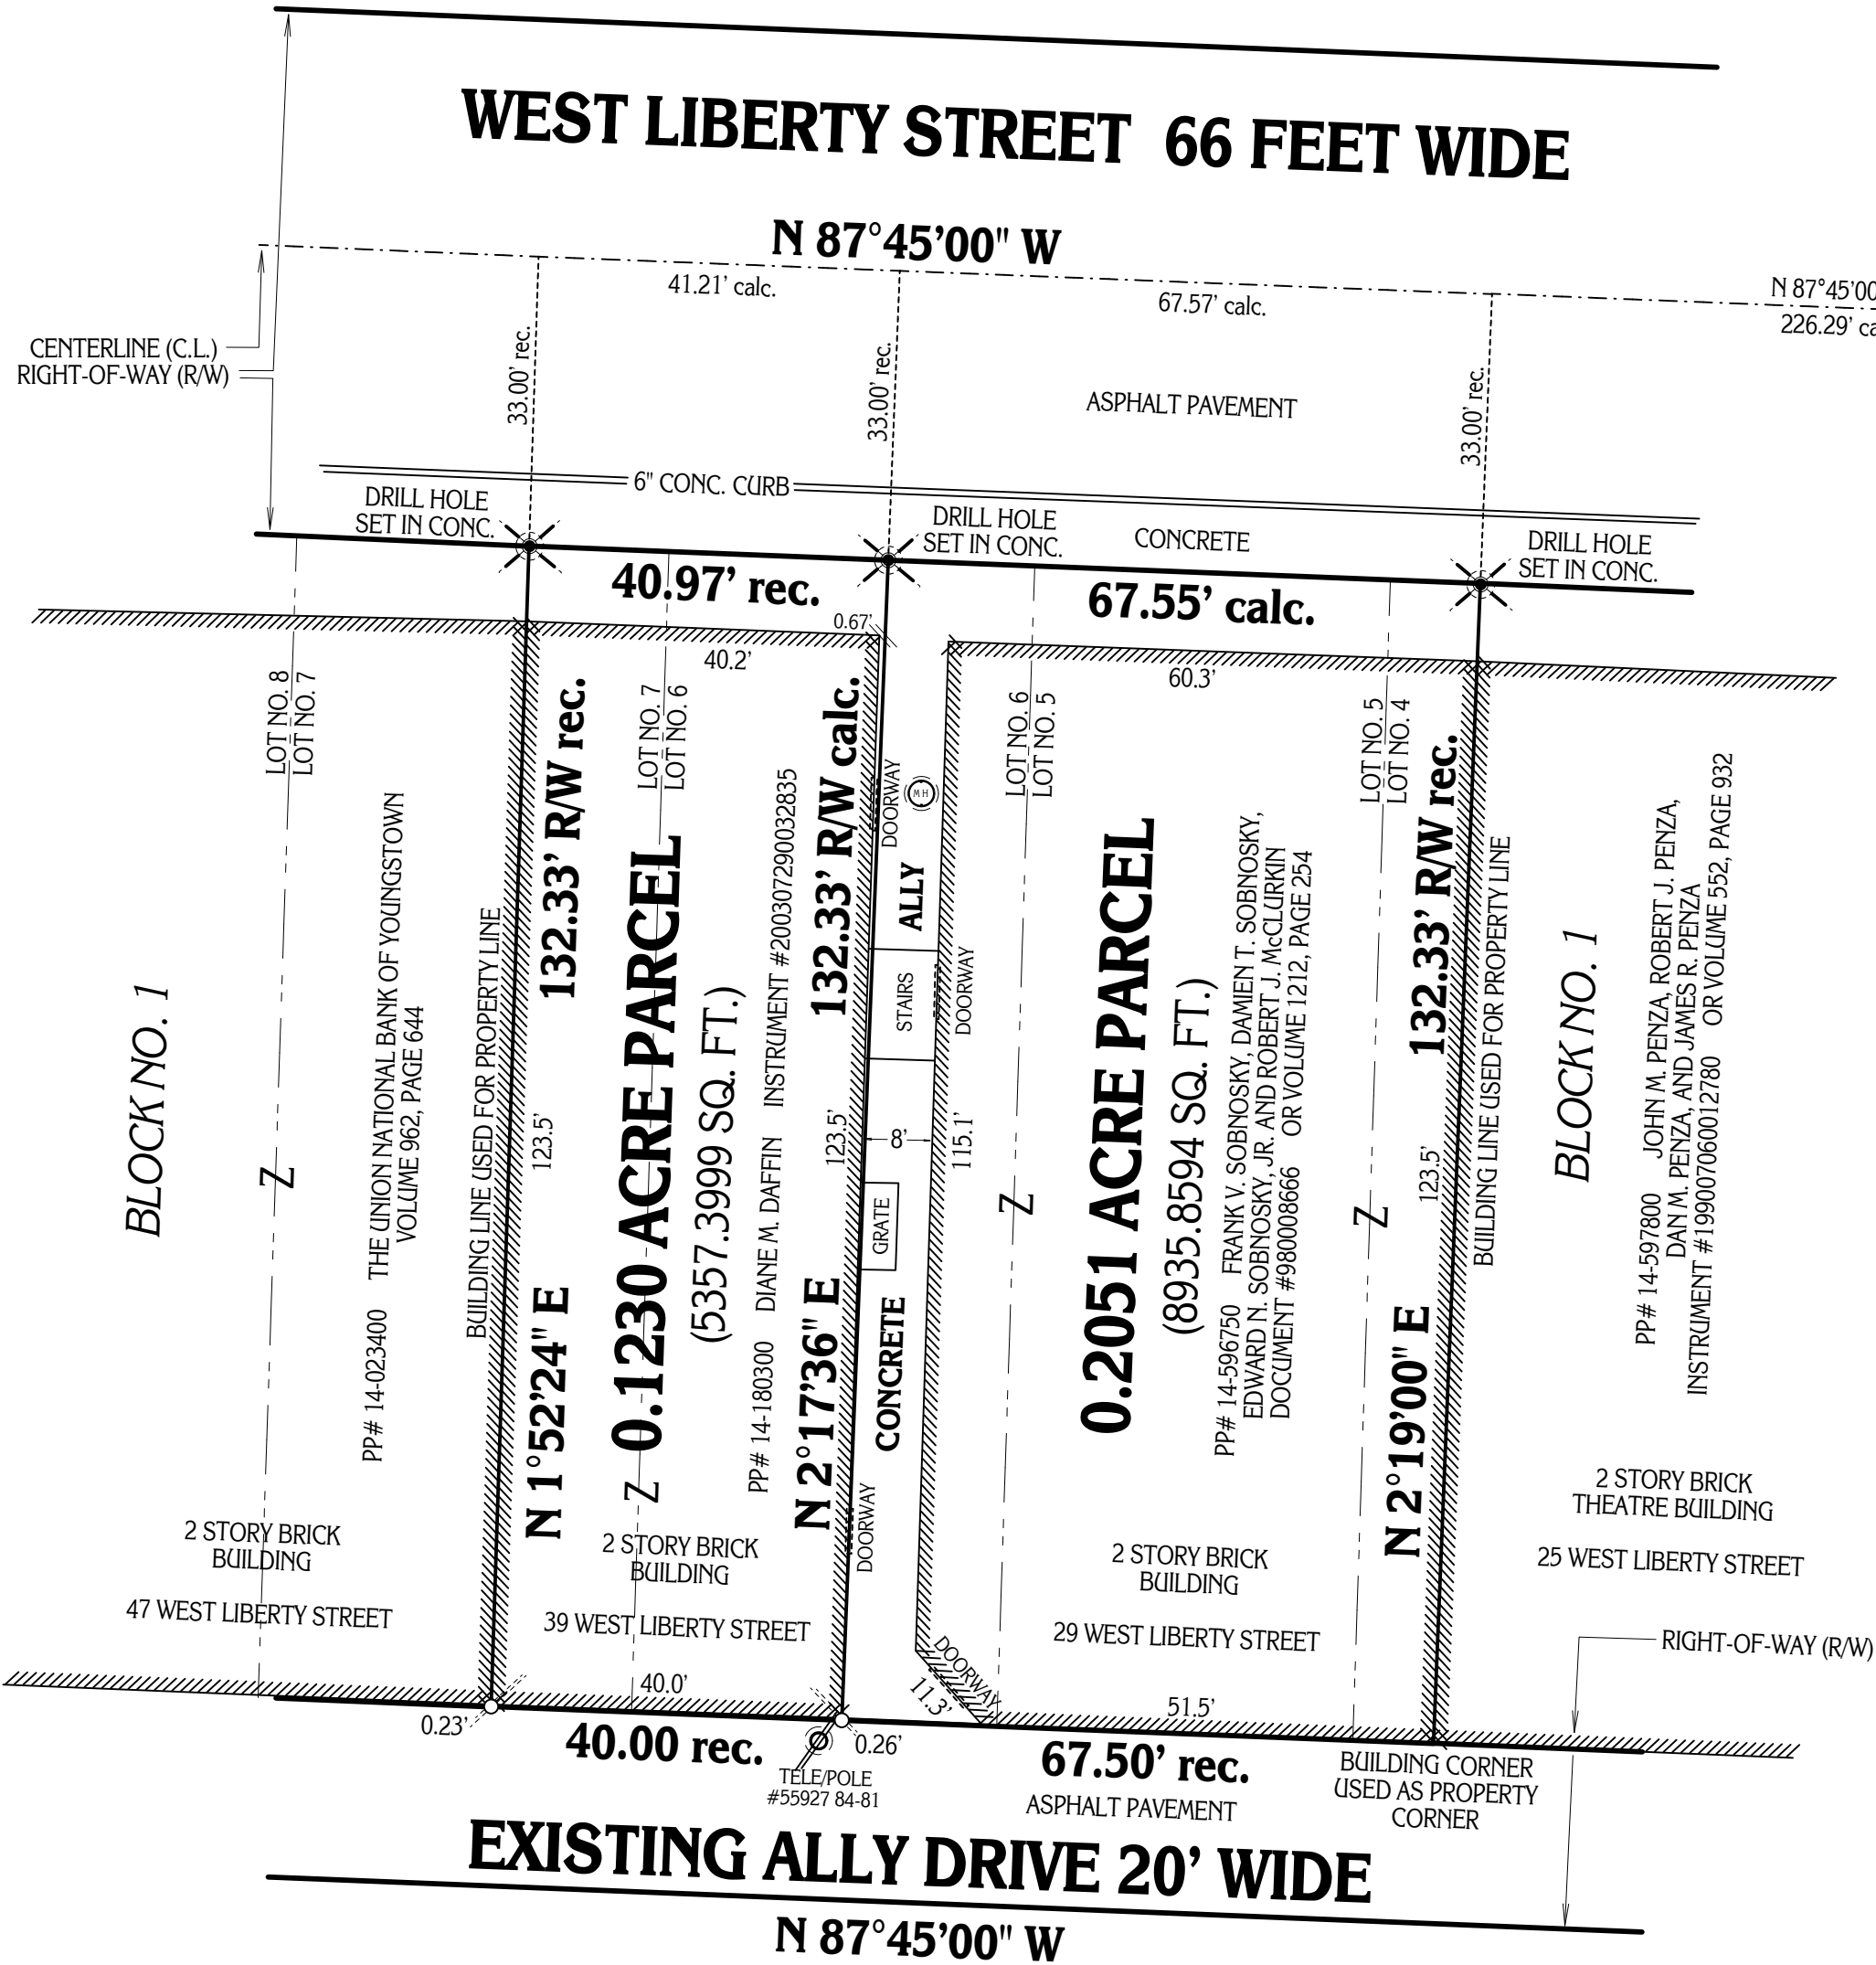 WEST LIBERTY STREET 66 FEET WIDE
N 87°45'00" W
41.21' calc.
67.57' calc.
N 87°45'00
226.29' ca
CENTERLINE (C.L.)
RIGHT-OF-WAY (R/W)
33.00' rec.
33.00' rec.
33.00' rec.
ASPHALT PAVEMENT
6" CONC. CURB
DRILL HOLE
SET IN CONC.
DRILL HOLE
SET IN CONC.
CONCRETE
DRILL HOLE
SET IN CONC.
40.97' rec.
67.55' calc.
0.67'
40.2'
60.3'
LOT NO. 8
LOT NO. 7
LOT NO. 7
LOT NO. 6
LOT NO. 6
LOT NO. 5
LOT NO. 5
LOT NO. 4
BLOCK NO. 1
Z
PP# 14-023400 THE UNION NATIONAL BANK OF YOUNGSTOWN
VOLUME 962, PAGE 644
BUILDING LINE USED FOR PROPERTY LINE
N 1°52'24" E
123.5'
132.33' R/W rec.
Z
0.1230 ACRE PARCEL
(5357.3999 SQ. FT.)
PP# 14-180300 DIANE M. DAFFIN INSTRUMENT #200307290032835
N 2°17'36" E
123.5'
132.33' R/W calc.
DOORWAY
MH
ALLY
STAIRS
DOORWAY
8'
115.1'
GRATE
CONCRETE
DOORWAY
Z
0.2051 ACRE PARCEL
(8935.8594 SQ. FT.)
PP# 14-596750 FRANK V. SOBNOSKY, DAMIEN T. SOBNOSKY,
EDWARD N. SOBNOSKY, JR. AND ROBERT J. McCLURKIN
DOCUMENT #9800008666 OR VOLUME 1212, PAGE 254
Z
N 2°19'00" E
123.5'
132.33' R/W rec.
BUILDING LINE USED FOR PROPERTY LINE
BLOCK NO. 1
PP# 14-597800 JOHN M. PENZA, ROBERT J. PENZA,
DAN M. PENZA, AND JAMES R. PENZA
INSTRUMENT #199007060012780 OR VOLUME 552, PAGE 932
2 STORY BRICK
BUILDING
47 WEST LIBERTY STREET
2 STORY BRICK
BUILDING
39 WEST LIBERTY STREET
2 STORY BRICK
BUILDING
29 WEST LIBERTY STREET
2 STORY BRICK
THEATRE BUILDING
25 WEST LIBERTY STREET
RIGHT-OF-WAY (R/W)
DOORWAY
11.3'
40.0'
51.5'
0.23'
40.00 rec.
0.26'
67.50' rec.
TELE/POLE
#55927 84-81
ASPHALT PAVEMENT
BUILDING CORNER
USED AS PROPERTY
CORNER
EXISTING ALLY DRIVE 20' WIDE
N 87°45'00" W